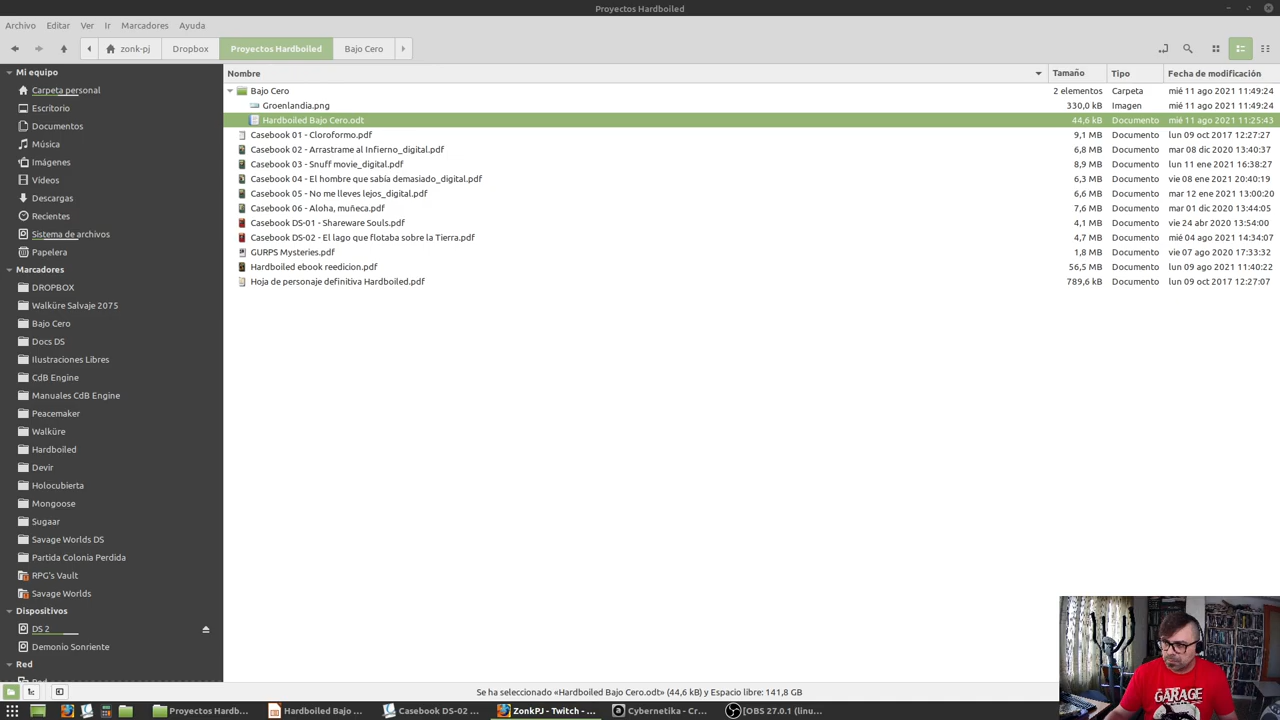 Proyectos Hardboiled
Archivo Editar Ver Ir Marcadores Ayuda
zonk-pj Dropbox Proyectos Hardboiled Bajo Cero
Mi equipo
Carpeta personal
Escritorio
Documentos
Música
Imágenes
Vídeos
Descargas
Recientes
Sistema de archivos
Papelera
Marcadores
DROPBOX
Walküre Salvaje 2075
Bajo Cero
Docs DS
Ilustraciones Libres
CdB Engine
Manuales CdB Engine
Peacemaker
Walküre
Hardboiled
Devir
Holocubierta
Mongoose
Sugaar
Savage Worlds DS
Partida Colonia Perdida
RPG's Vault
Savage Worlds
Dispositivos
DS 2
Demonio Sonriente
Red
Nombre Tamaño Tipo Fecha de modificación
Bajo Cero 2 elementos Carpeta mié 11 ago 2021 11:49:24
Groenlandia.png 330,0 kB Imagen mié 11 ago 2021 11:49:24
Hardboiled Bajo Cero.odt 44,6 kB Documento mié 11 ago 2021 11:25:43
Casebook 01 - Cloroformo.pdf 9,1 MB Documento lun 09 oct 2017 12:27:27
Casebook 02 - Arrastrame al Infierno_digital.pdf 6,8 MB Documento mar 08 dic 2020 13:40:37
Casebook 03 - Snuff movie_digital.pdf 8,9 MB Documento lun 11 ene 2021 16:38:27
Casebook 04 - El hombre que sabía demasiado_digital.pdf 6,3 MB Documento vie 08 ene 2021 20:40:19
Casebook 05 - No me lleves lejos_digital.pdf 6,6 MB Documento mar 12 ene 2021 13:00:20
Casebook 06 - Aloha, muñeca.pdf 7,6 MB Documento mar 01 dic 2020 13:44:05
Casebook DS-01 - Shareware Souls.pdf 4,1 MB Documento vie 24 abr 2020 13:54:00
Casebook DS-02 - El lago que flotaba sobre la Tierra.pdf 4,7 MB Documento mié 04 ago 2021 14:34:07
GURPS Mysteries.pdf 1,8 MB Documento vie 07 ago 2020 17:33:32
Hardboiled ebook reedicion.pdf 56,5 MB Documento lun 09 ago 2021 11:40:22
Hoja de personaje definitiva Hardboiled.pdf 789,6 kB Documento lun 09 oct 2017 12:27:07
GARAGE
Se ha seleccionado «Hardboiled Bajo Cero.odt» (44,6 kB) y Espacio libre: 141,8 GB
Proyectos Hardb... Hardboiled Bajo ... Casebook DS-02 ... ZonkPJ - Twitch - ... Cybernetika - Cr... [OBS 27.0.1 (linu...